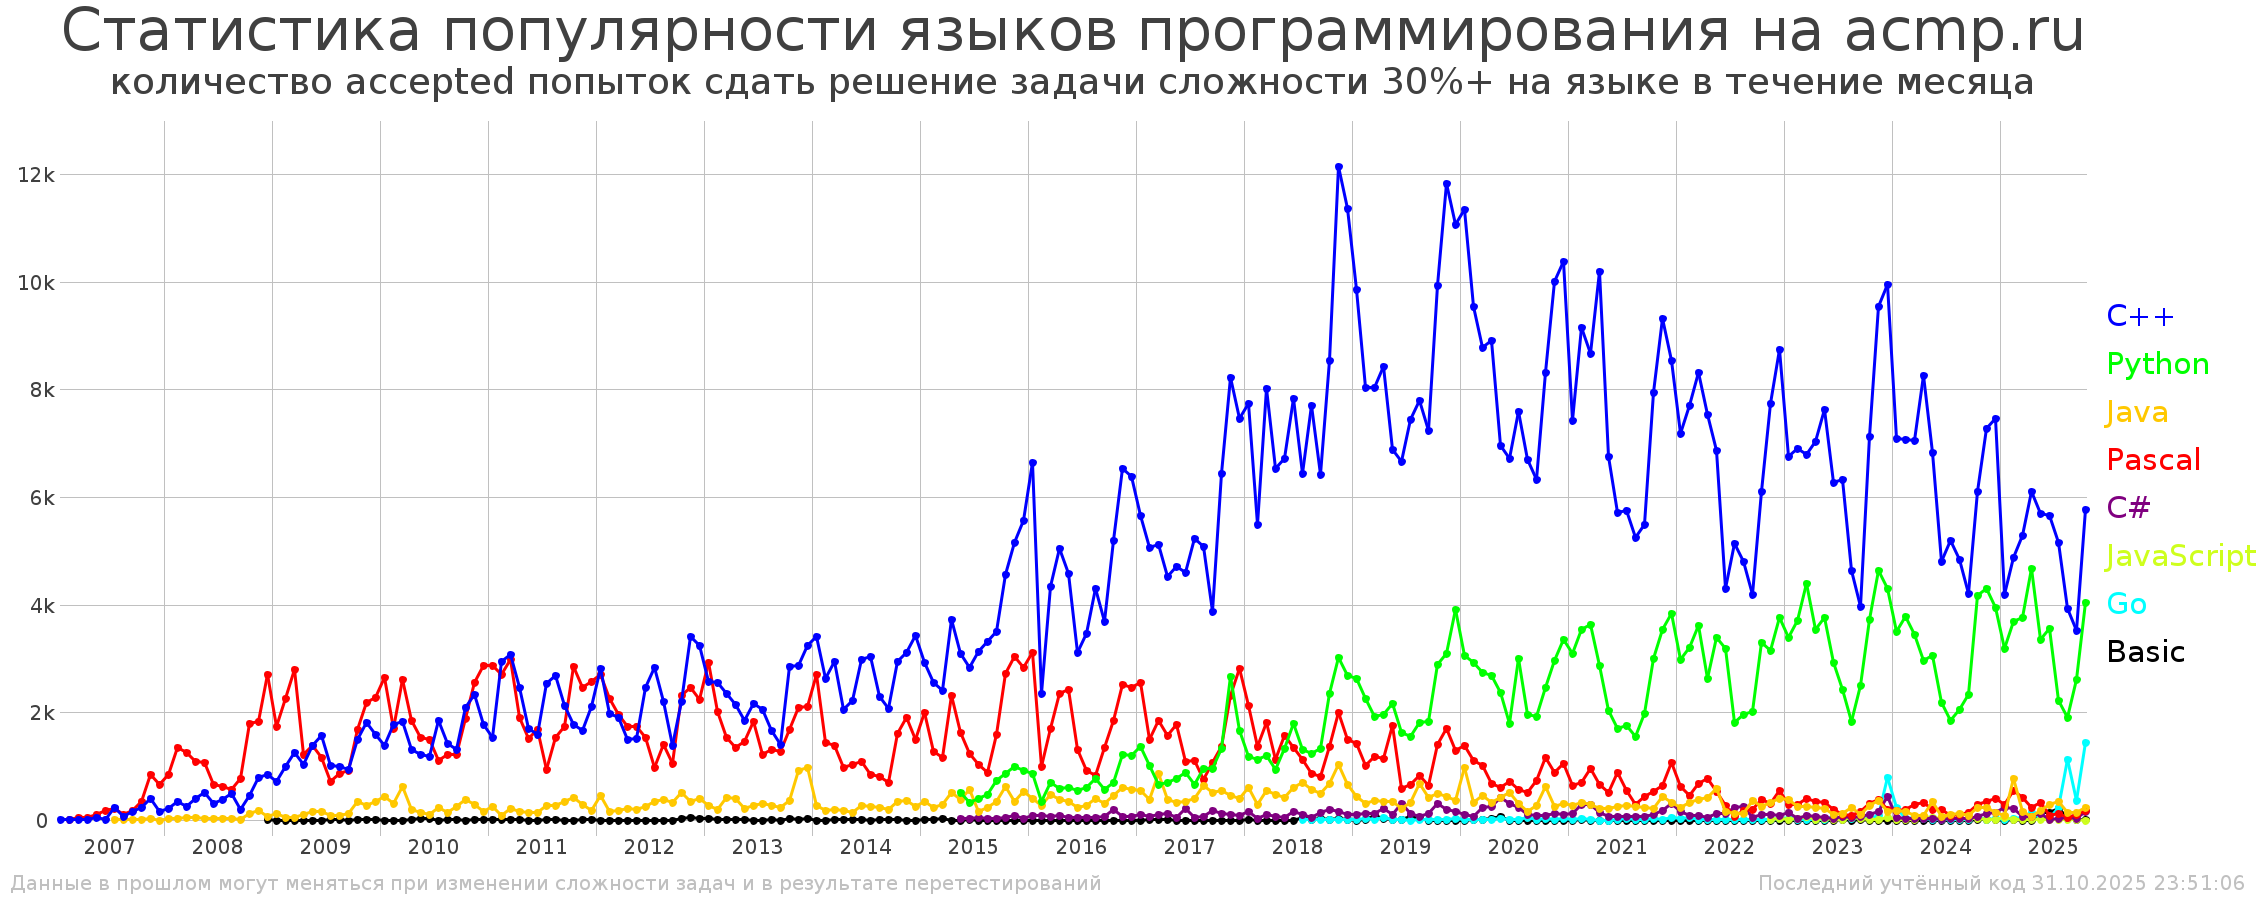 Статистика популярности языков программирования на acmp.ru
количество accepted попыток сдать решение задачи сложности 30%+ на языке в течение месяца
12k
10k
8k
6k
4k
2k
0
C++
Python
Java
Pascal
C#
JavaScript
Go
Basic
2007 2008 2009 2010 2011 2012 2013 2014 2015 2016 2017 2018 2019 2020 2021 2022 2023 2024 2025
Данные в прошлом могут меняться при изменении сложности задач и в результате перетестирований
Последний учтённый код 31.10.2025 23:51:06